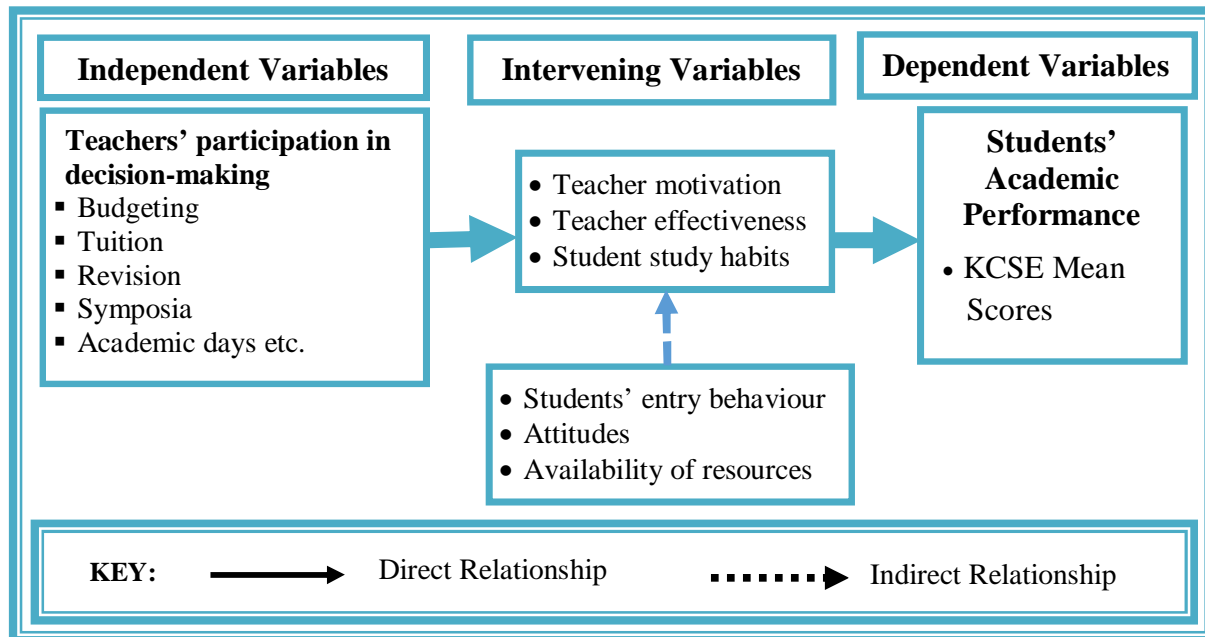 Independent Variables
Teachers’ participation in
decision-making
▪ Budgeting
▪ Tuition
▪ Revision
▪ Symposia
▪ Academic days etc.
Intervening Variables
• Teacher motivation
• Teacher effectiveness
• Student study habits
• Students’ entry behaviour
• Attitudes
• Availability of resources
Dependent Variables
Students’
Academic
Performance
• KCSE Mean
Scores
KEY:
Direct Relationship
Indirect Relationship